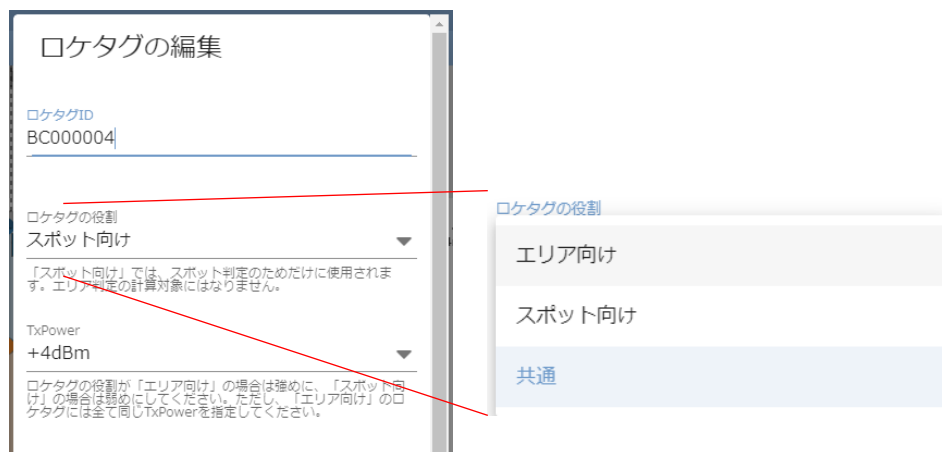 ロケタグの編集
ロケタグID
BC000004
ロケタグの役割
スポット向け
「スポット向け」では、スポット判定のためだけに使用されま
す。エリア判定の計算対象にはなりません。
TxPower
+4dBm
ロケタグの役割が「エリア向け」の場合は強めに、「スポット向
け」の場合は弱めにしてください。ただし、「エリア向け」のロ
ケタグには全て同じTxPowerを指定してください。
ロケタグの役割
エリア向け
スポット向け
共通